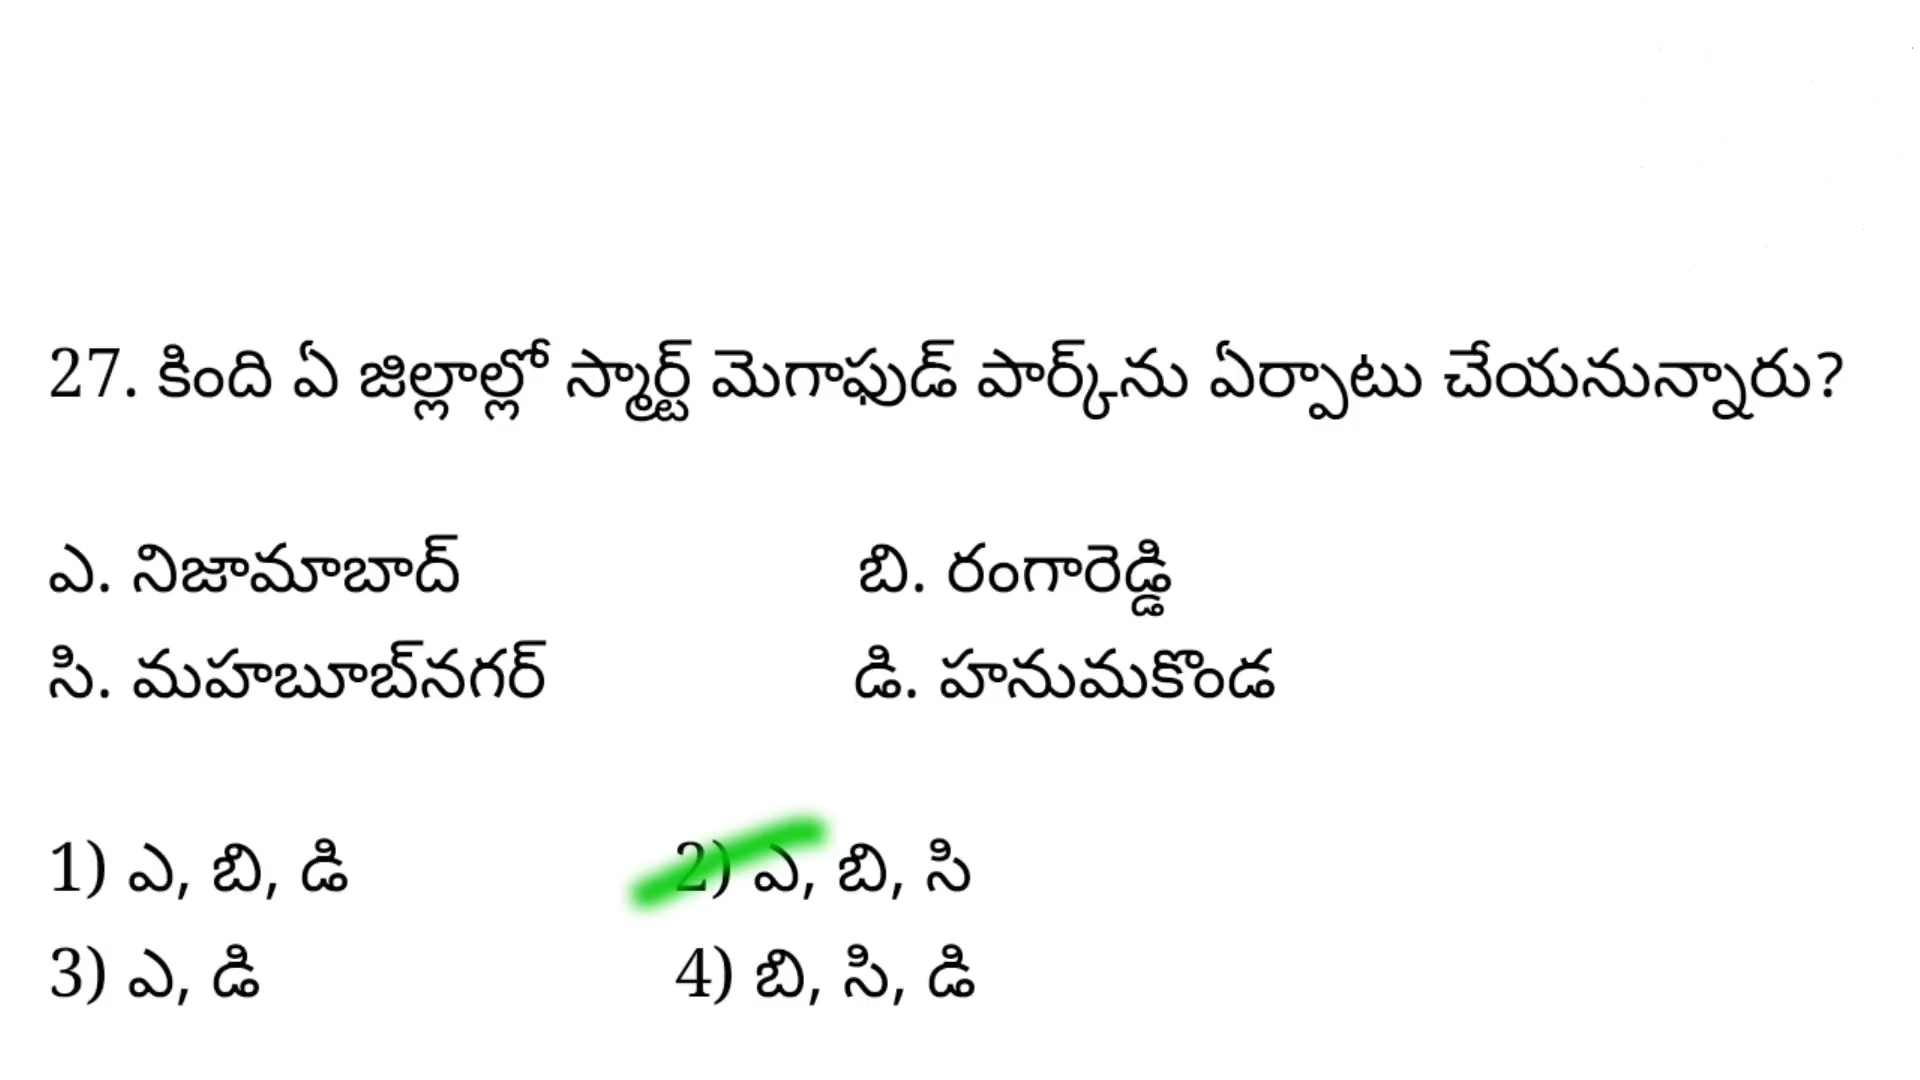 27. కింది ఏ జిల్లాల్లో స్మార్ట్ మెగాఫుడ్ పార్క్‌ను ఏర్పాటు చేయనున్నారు?
ఎ. నిజామాబాద్ బి. రంగారెడ్డి
సి. మహబూబ్‌నగర్ డి. హనుమకొండ
1) ఎ, బి, డి 2) ఎ, బి, సి
3) ఎ, డి 4) బి, సి, డి